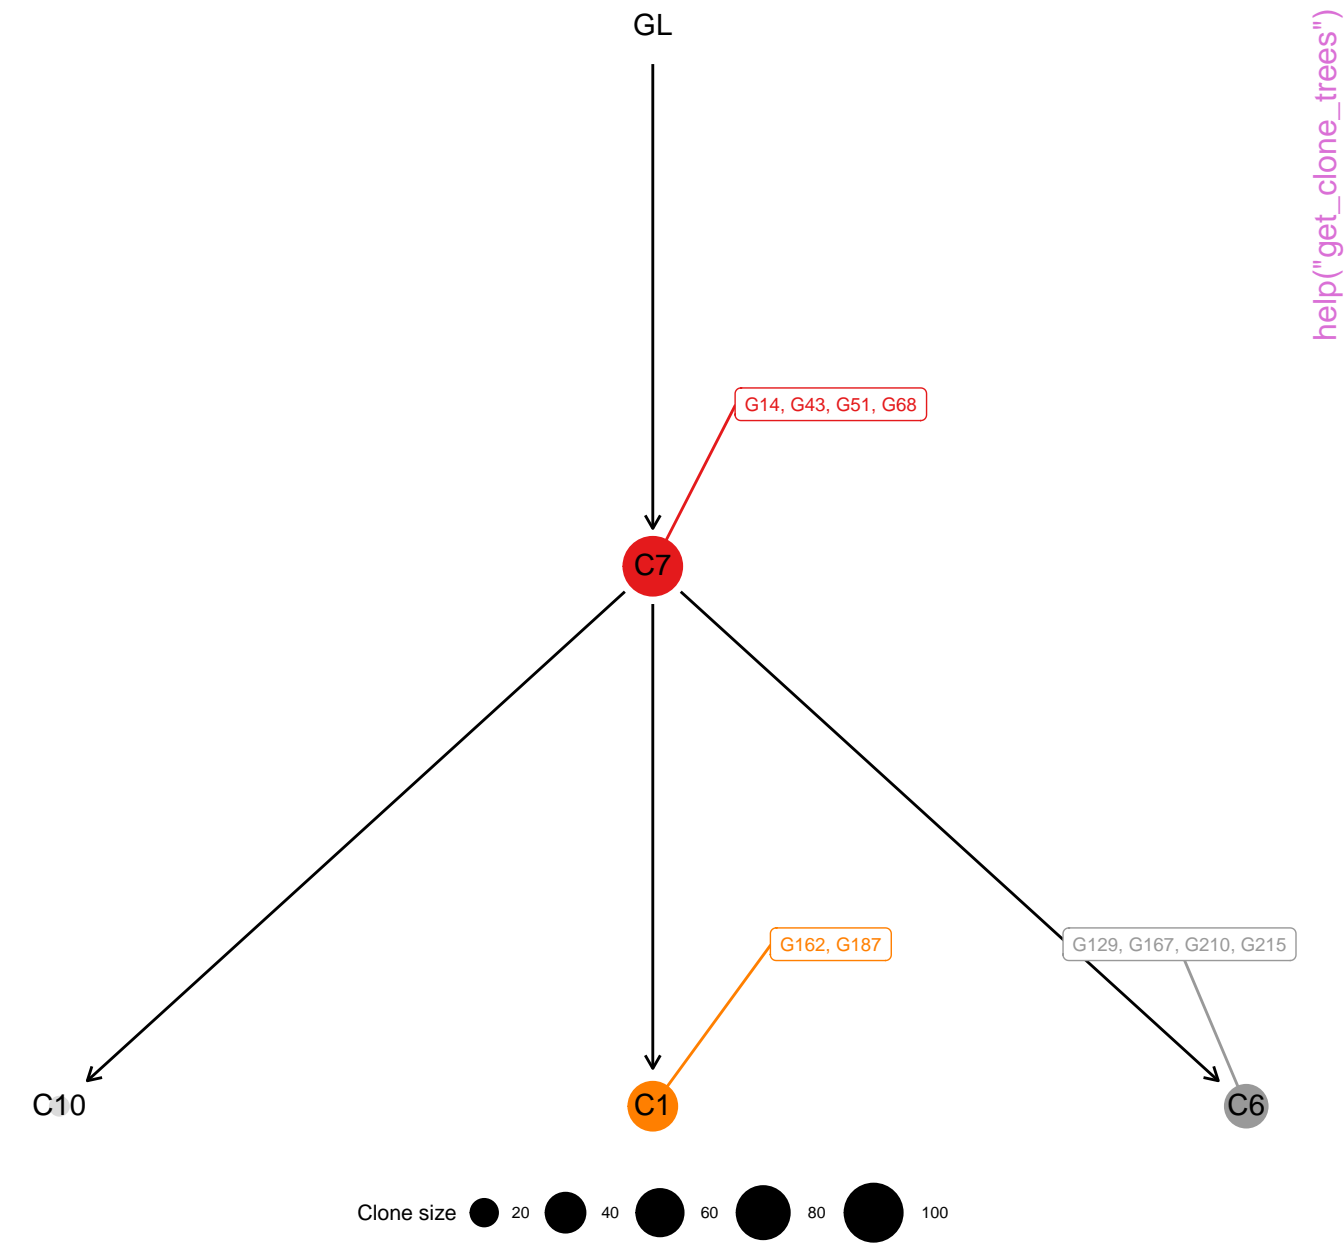 GL
help("get_clone_trees")
G14, G43, G51, G68
C7
G162, G187
G129, G167, G210, G215
C10
C1
C6
Clone size 20 40 60 80 100